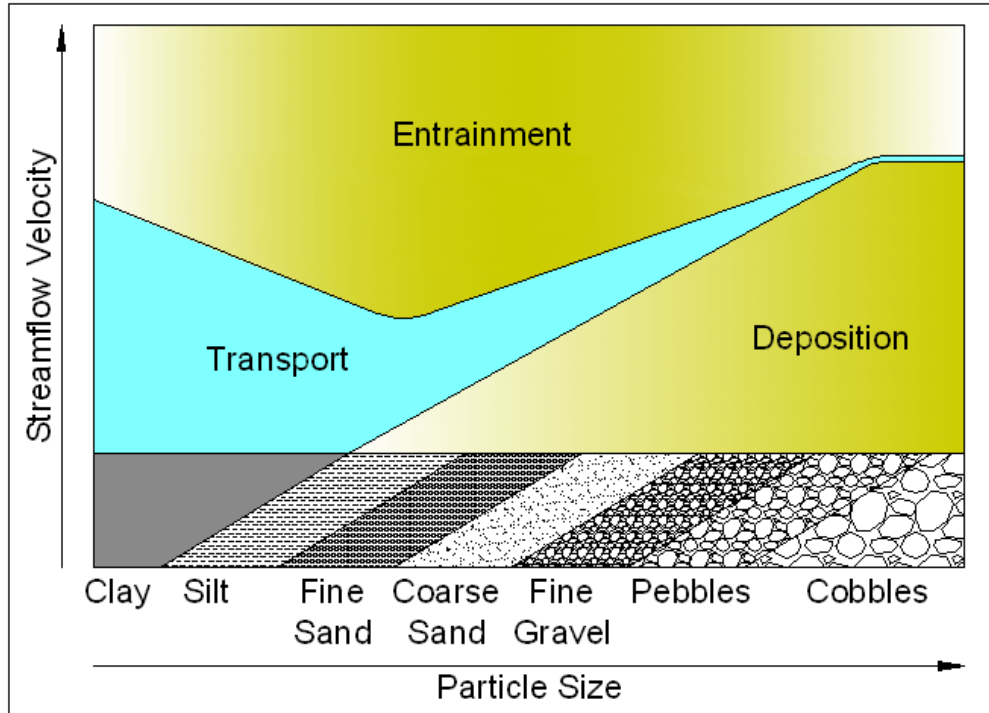 Streamflow Velocity
Entrainment
Transport
Deposition
Clay Silt Fine Sand Coarse Sand Fine Gravel Pebbles Cobbles
Particle Size